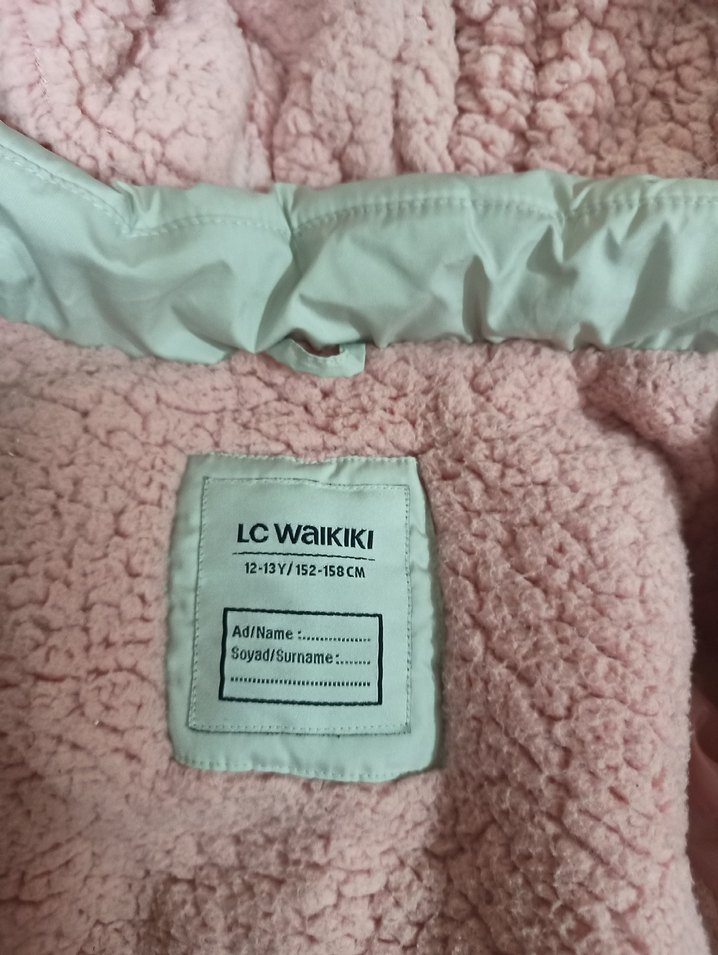 LC WAIKIKI
12-13Y/152-158CM
Ad/Name :................
Soyad/Surname:.......
................................